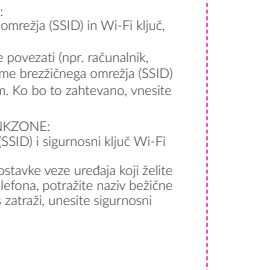 :
omrežja (SSID) in Wi-Fi ključ,
povezati (npr. računalnik,
me brezžičnega omrežja (SSID)
m. Ko bo to zahtevano, vnesite
NKZONE:
(SSID) i sigurnosni ključ Wi-Fi
ostavke veze uređaja koji želite
lefona, potražite naziv bežične
zatraži, unesite sigurnosni